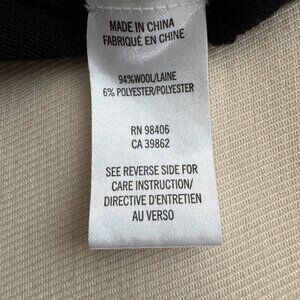 MADE IN CHINA
FABRIQUÉ EN CHINE
94%WOOL/LAINE
6% POLYESTER/POLYESTER
RN 98406
CA 39862
SEE REVERSE SIDE FOR
CARE INSTRUCTION/
DIRECTIVE D'ENTRETIEN
AU VERSO